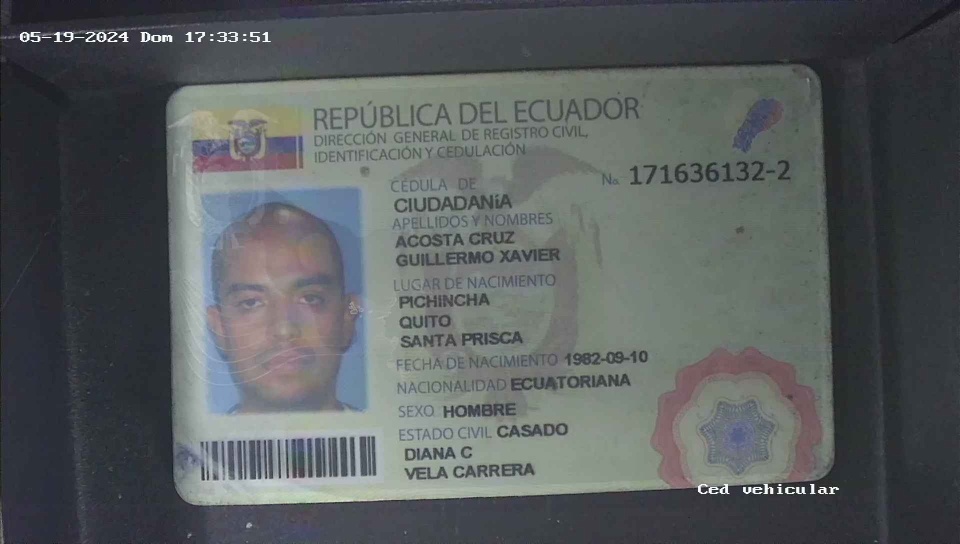 05-19-2024 Dom 17:33:51
REPÚBLICA DEL ECUADOR
DIRECCIÓN GENERAL DE REGISTRO CIVIL,
IDENTIFICACIÓN Y CEDULACIÓN
CÉDULA DE
No. 171636132-2
CIUDADANíA
APELLIDOS Y NOMBRES
ACOSTA CRUZ
GUILLERMO XAVIER
LUGAR DE NACIMIENTO
PICHINCHA
QUITO
SANTA PRISCA
FECHA DE NACIMIENTO 1982-09-10
NACIONALIDAD ECUATORIANA
SEXO HOMBRE
ESTADO CIVIL CASADO
DIANA C
VELA CARRERA
Ced vehicular